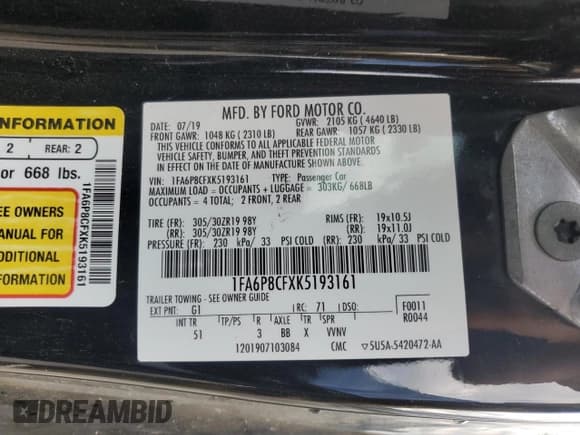 MFD. BY FORD MOTOR CO.
DATE: 07/19 GVWR: 2105 KG ( 4640 LB)
FRONT GAWR: 1048 KG ( 2310 LB) REAR GAWR: 1057 KG ( 2330 LB)
THIS VEHICLE CONFORMS TO ALL APPLICABLE FEDERAL MOTOR
VEHICLE SAFETY, BUMPER, AND THEFT PREVENTION STANDARDS
IN EFFECT ON THE DATE OF MANUFACTURE SHOWN ABOVE.
VIN: 1FA6P8CFXK5193161 TYPE: Passenger Car
MAXIMUM LOAD = OCCUPANTS + LUGGAGE = 303KG/ 668LB
OCCUPANTS = 4 TOTAL; 2 FRONT, 2 REAR
TIRE (FR): 305/30ZR19 98Y RIMS (FR): 19x10.5J
(RR): 305/30ZR19 98Y (RR): 19x11.0J
PRESSURE (FR): 230 kPa/ 33 PSI COLD (RR): 230 kPa/ 33 PSI COLD
1FA6P8CFXK5193161
TRAILER TOWING - SEE OWNER GUIDE
EXT PNT: G1 RC: 71 DSO: F0011
R0044
INT TR TP/PS R AXLE TR SPR
51 3 BB X VVNV
1201907103084 CMC 5U5A-5420472-AA
INFORMATION
2 REAR: 2
or 668 lbs.
EE OWNERS
MANUAL FOR
ADDITIONAL
INFORMATION
1FA6P8CFXK5193161
DREAMBID